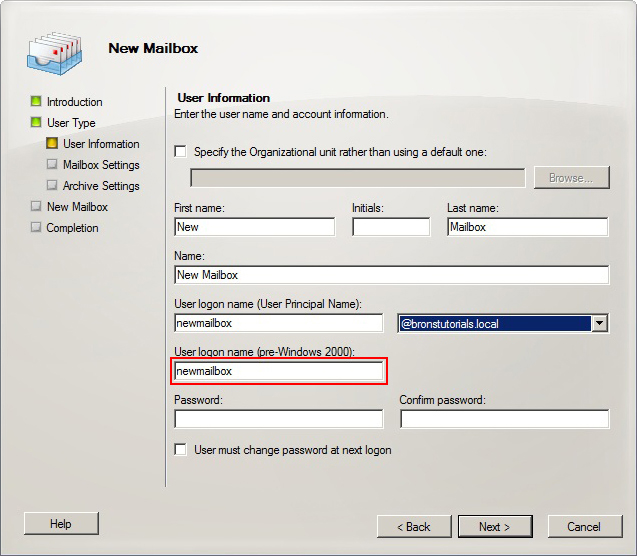 New Mailbox
Introduction
User Type
User Information
Mailbox Settings
Archive Settings
New Mailbox
Completion
User Information
Enter the user name and account information.
Specify the Organizational unit rather than using a default one:
Browse...
First name: Initials: Last name:
New Mailbox
Name:
New Mailbox
User logon name (User Principal Name):
newmailbox @bronstutorials.local
User logon name (pre-Windows 2000):
newmailbox
Password: Confirm password:
User must change password at next logon
Help < Back Next > Cancel